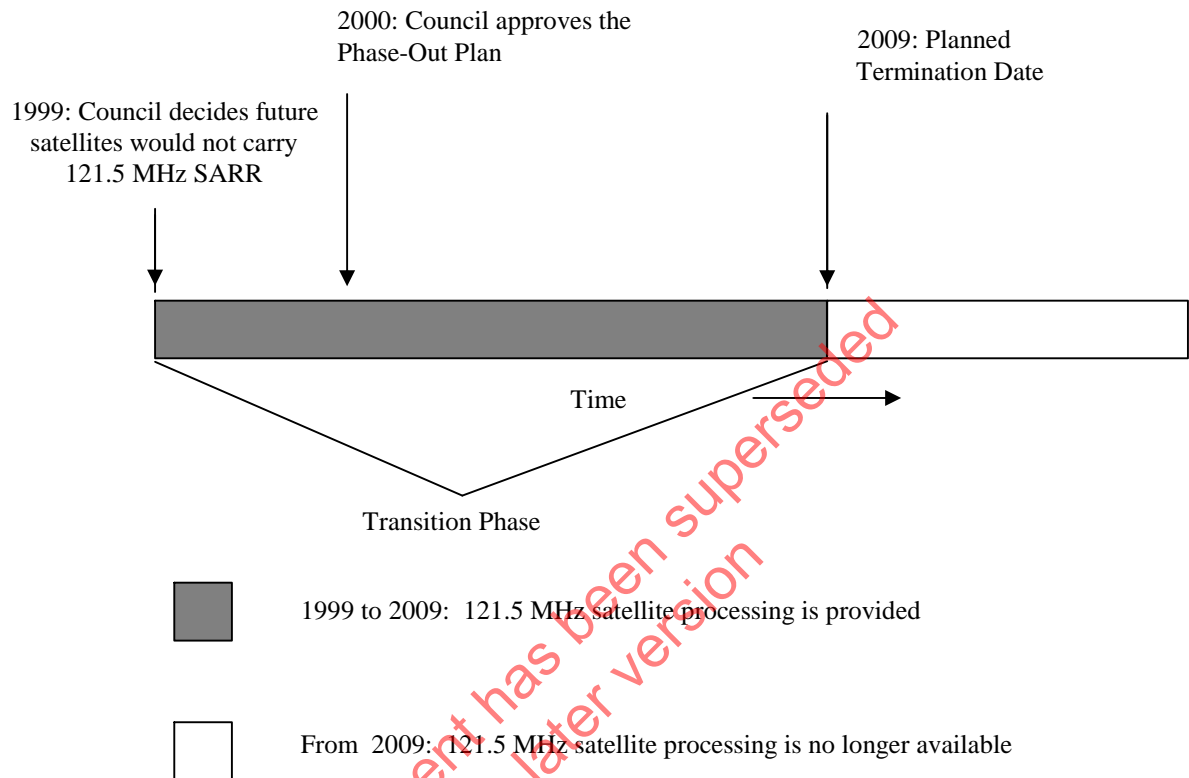 2000: Council approves the
Phase-Out Plan
2009: Planned
Termination Date
1999: Council decides future
satellites would not carry
121.5 MHz SARR
Time
Transition Phase
1999 to 2009: 121.5 MHz satellite processing is provided
From 2009: 121.5 MHz satellite processing is no longer available
ent has been superseded
later version